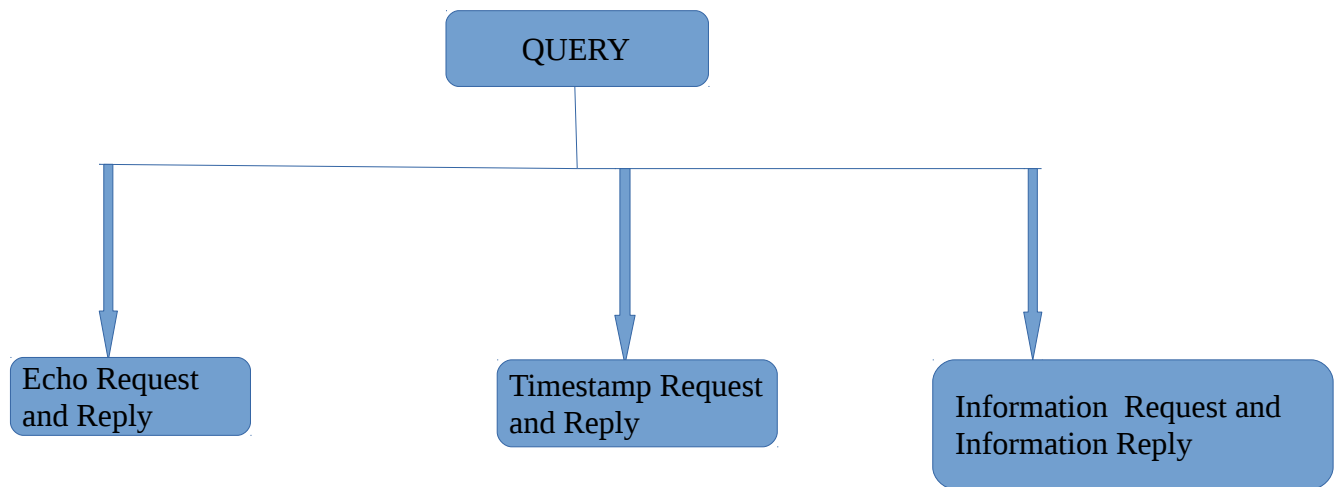 QUERY
Echo Request
and Reply
Timestamp Request
and Reply
Information  Request and
Information Reply